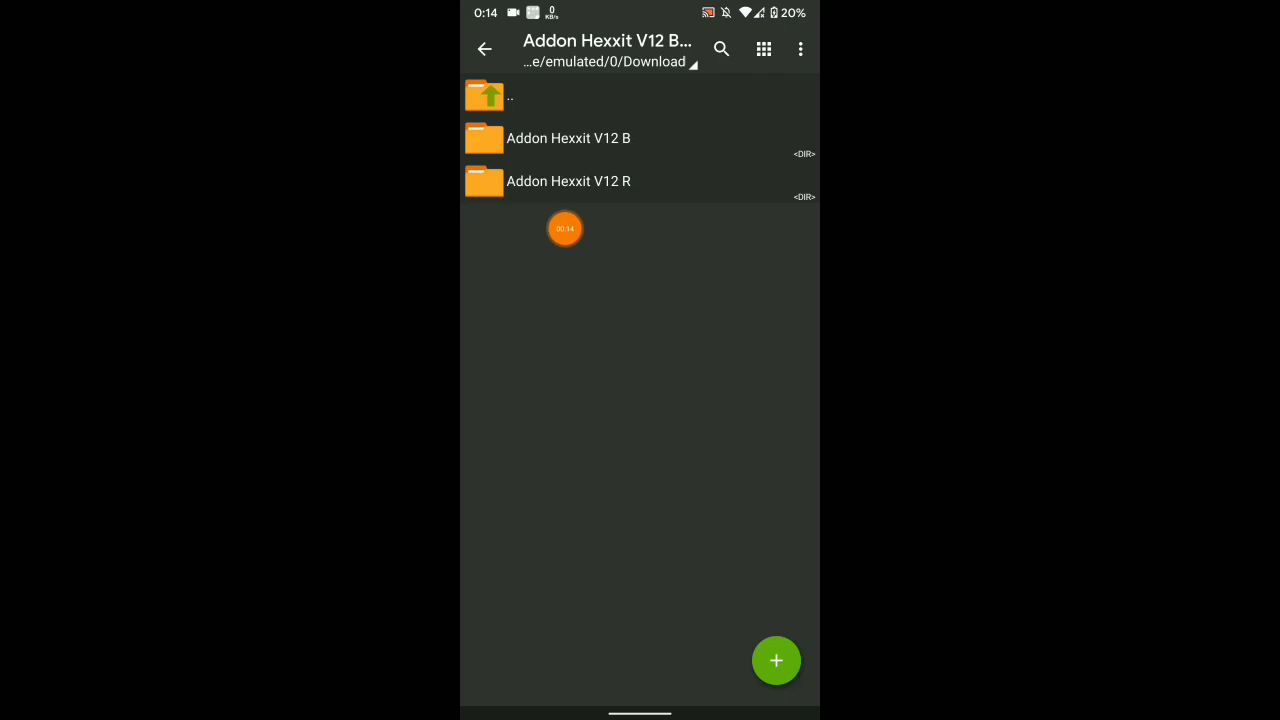 0:14 0 KB/s 20%
Addon Hexxit V12 B...
...e/emulated/0/Download
..
Addon Hexxit V12 B
<DIR>
Addon Hexxit V12 R
<DIR>
00:14